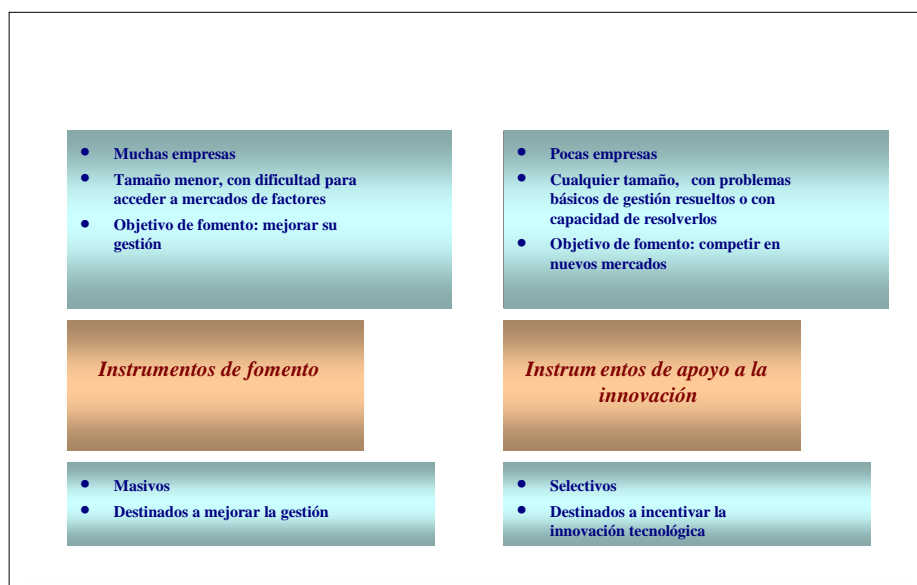 • Muchas empresas
• Tamaño menor, con dificultad para
acceder a mercados de factores
• Objetivo de fomento: mejorar su
gestión
• Pocas empresas
• Cualquier tamaño, con problemas
básicos de gestión resueltos o con
capacidad de resolverlos
• Objetivo de fomento: competir en
nuevos mercados
Instrumentos de fomento
Instrum entos de apoyo a la
innovación
• Masivos
• Destinados a mejorar la gestión
• Selectivos
• Destinados a incentivar la
innovación tecnológica